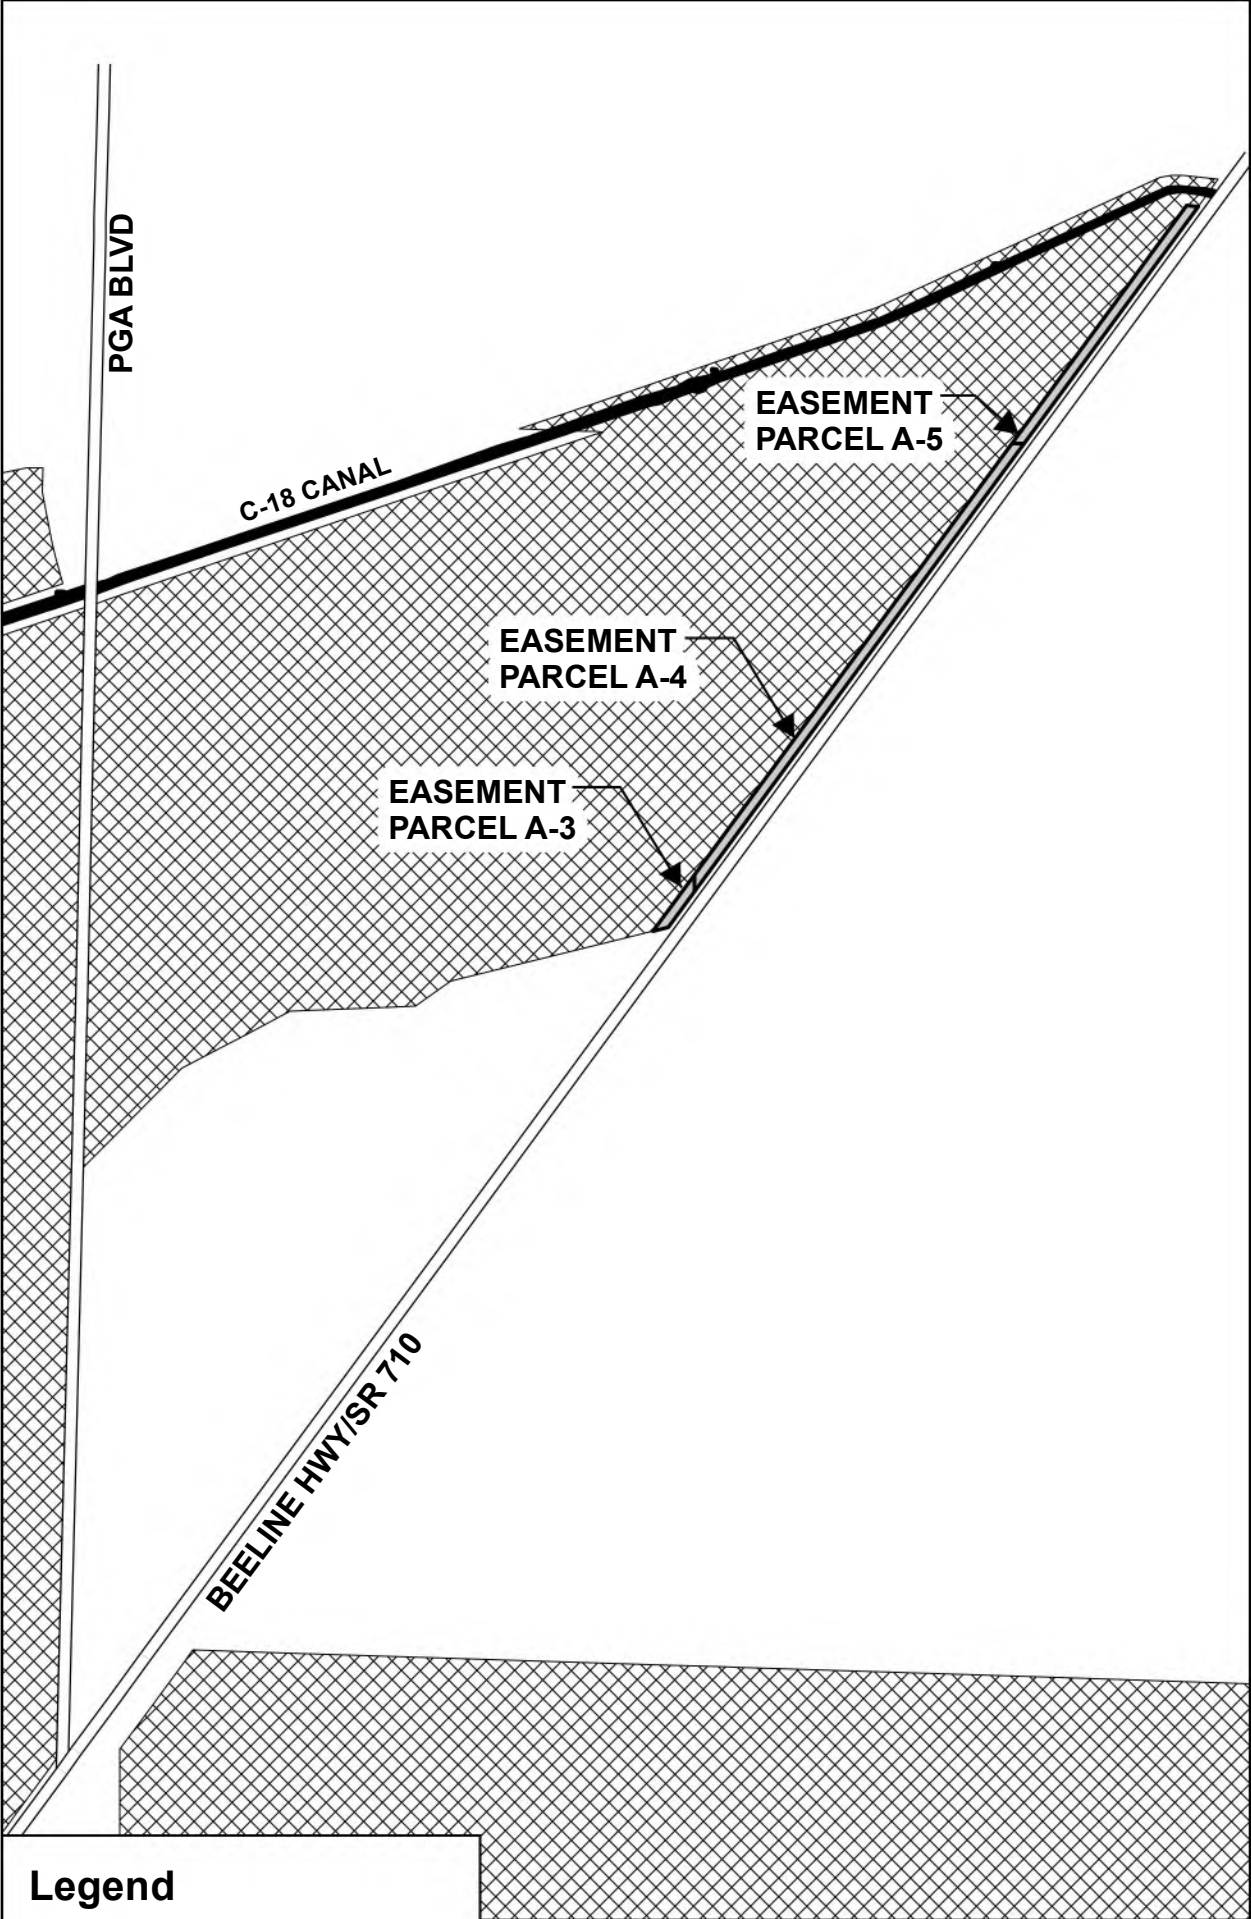 PGA BLVD
EASEMENT
PARCEL A-5
C-18 CANAL
EASEMENT
PARCEL A-4
EASEMENT
PARCEL A-3
BEELINE HWY/SR 710
Legend